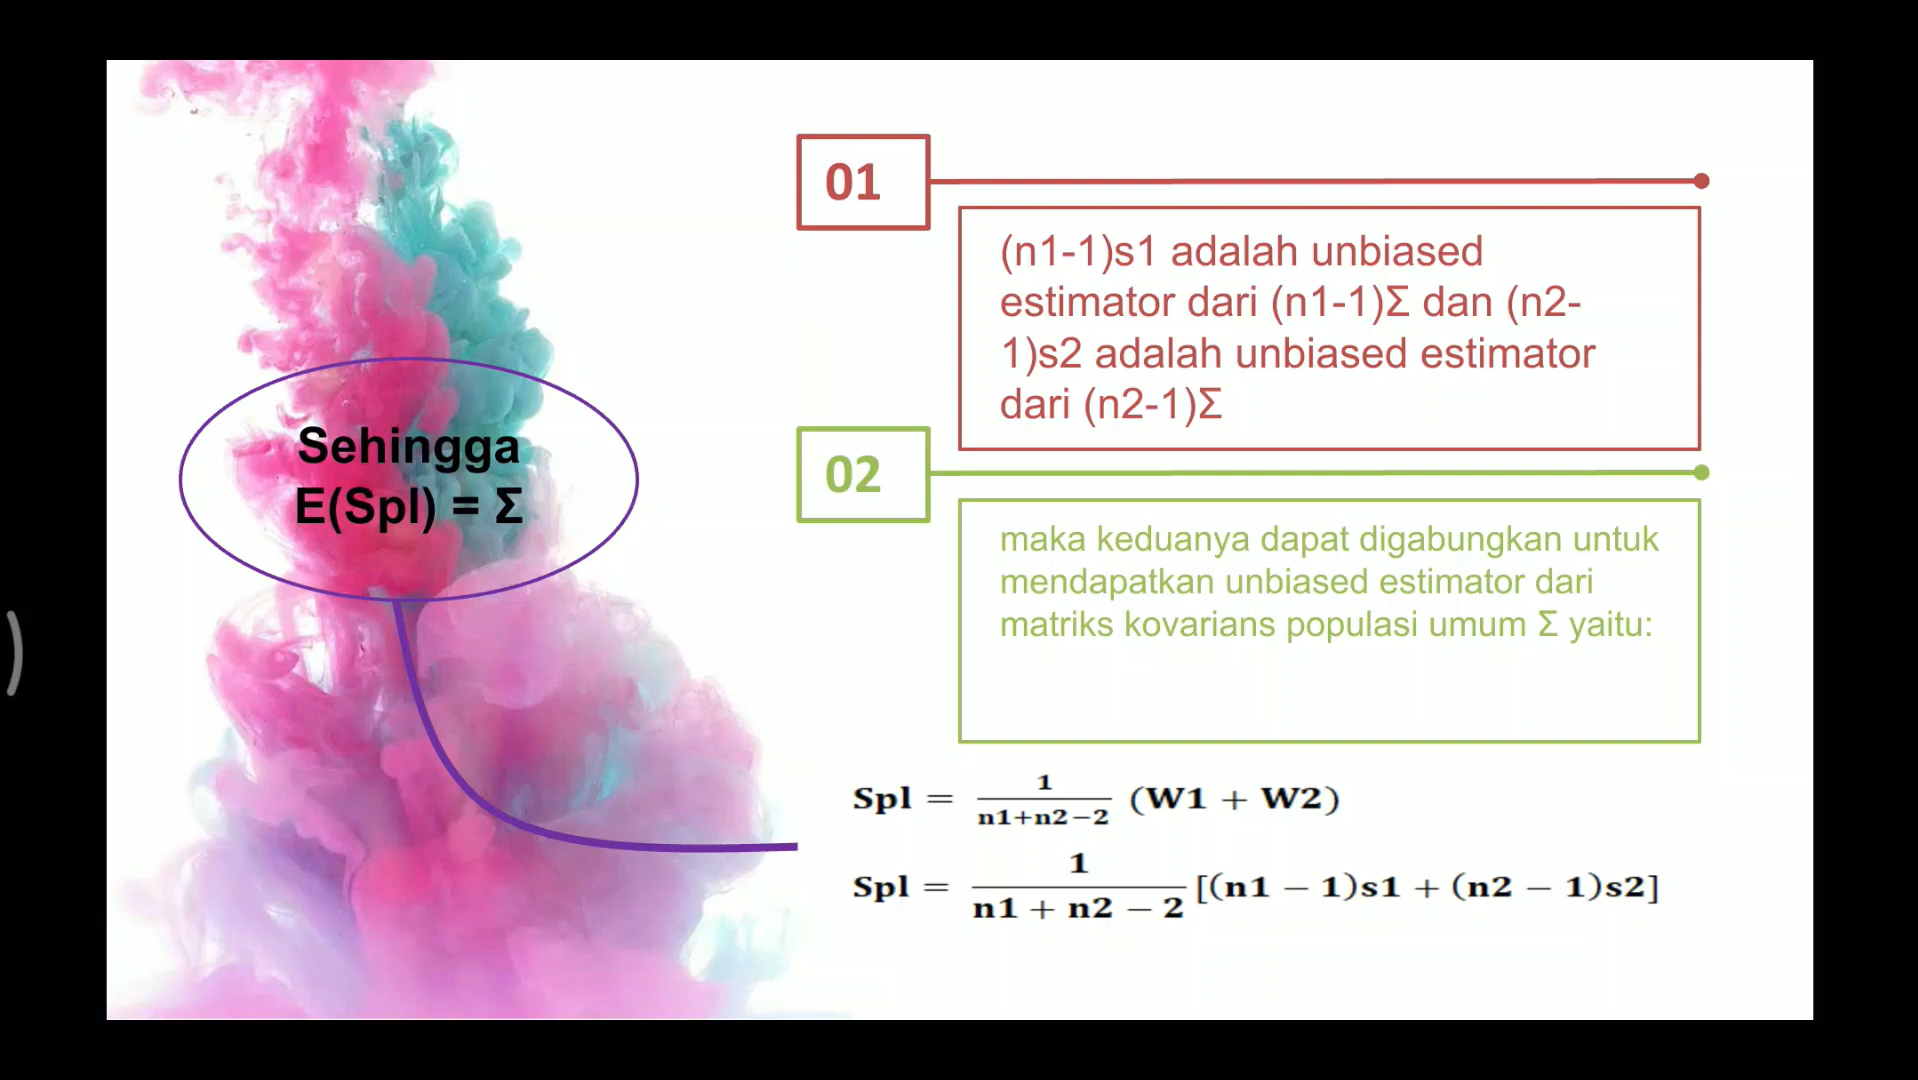 01
(n1-1)s1 adalah unbiased
estimator dari (n1-1)Σ dan (n2-
1)s2 adalah unbiased estimator
dari (n2-1)Σ
Sehingga
E(Spl) = Σ
02
maka keduanya dapat digabungkan untuk
mendapatkan unbiased estimator dari
matriks kovarians populasi umum Σ yaitu:
Spl = 1/(n1+n2−2) (W1 + W2)
Spl = 1/(n1 + n2 − 2) [(n1 − 1)s1 + (n2 − 1)s2]